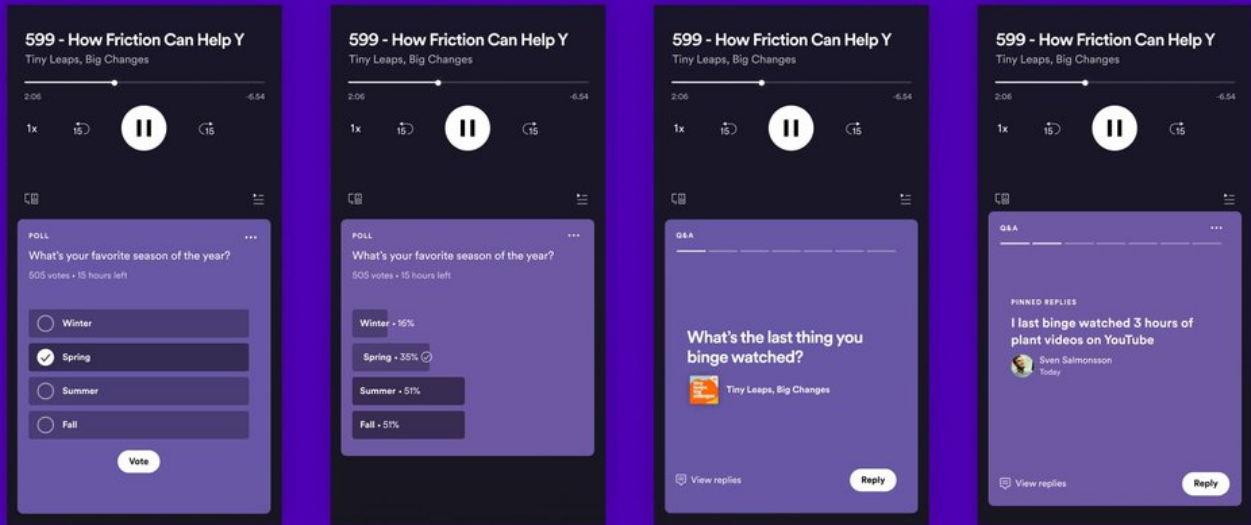 599 - How Friction Can Help Y
Tiny Leaps, Big Changes
2:06 -6.54
1x 15 15
POLL
What's your favorite season of the year?
505 votes • 15 hours left
Winter
Spring
Summer
Fall
Vote
599 - How Friction Can Help Y
Tiny Leaps, Big Changes
2:06 -6.54
1x 15 15
POLL
What's your favorite season of the year?
505 votes • 15 hours left
Winter • 16%
Spring • 35%
Summer • 51%
Fall • 51%
599 - How Friction Can Help Y
Tiny Leaps, Big Changes
2:06 -6.54
1x 15 15
Q&A
What's the last thing you
binge watched?
Tiny Leaps, Big Changes
View replies Reply
599 - How Friction Can Help Y
Tiny Leaps, Big Changes
2:06 -6.54
1x 15 15
Q&A
PINNED REPLIES
I last binge watched 3 hours of
plant videos on YouTube
Sven Salmonsson
Today
View replies Reply